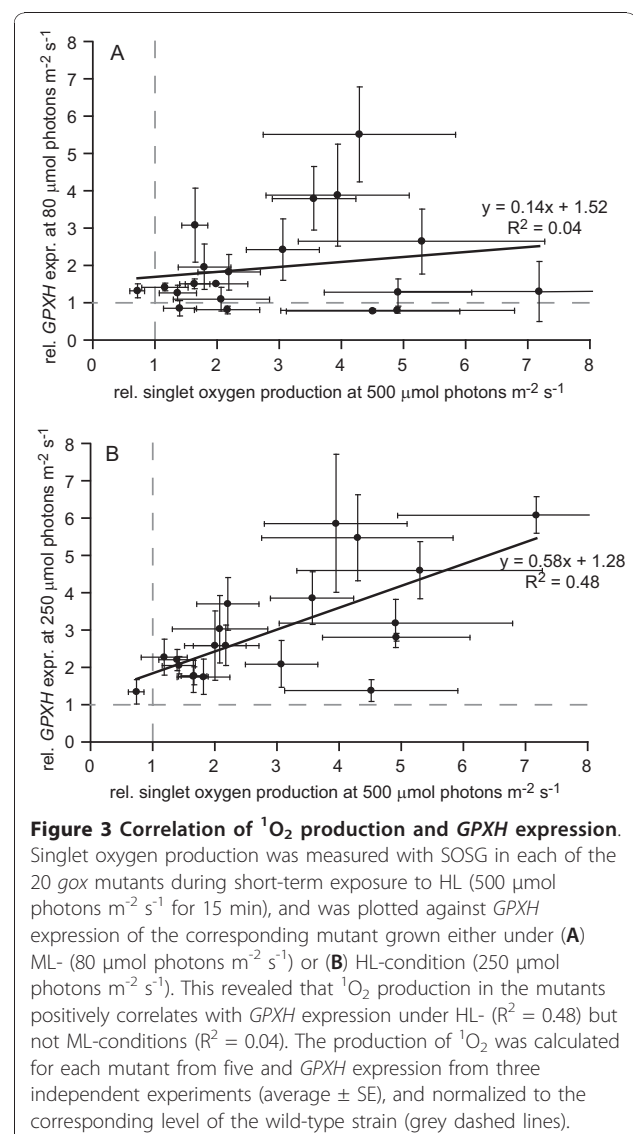 A
rel. GPXH expr. at 80 µmol photons m-2 s-1
8
7
6
5
4
3
2
1
0
y = 0.14x + 1.52
R2 = 0.04
0 1 2 3 4 5 6 7 8
rel. singlet oxygen production at 500 µmol photons m-2 s-1
B
rel. GPXH expr. at 250 µmol photons m-2 s-1
8
7
6
5
4
3
2
1
0
y = 0.58x + 1.28
R2 = 0.48
0 1 2 3 4 5 6 7 8
rel. singlet oxygen production at 500 µmol photons m-2 s-1
Figure 3 Correlation of 1O2 production and GPXH expression.
Singlet oxygen production was measured with SOSG in each of the
20 gox mutants during short-term exposure to HL (500 µmol
photons m-2 s-1 for 15 min), and was plotted against GPXH
expression of the corresponding mutant grown either under (A)
ML- (80 µmol photons m-2 s-1) or (B) HL-condition (250 µmol
photons m-2 s-1). This revealed that 1O2 production in the mutants
positively correlates with GPXH expression under HL- (R2 = 0.48) but
not ML-conditions (R2 = 0.04). The production of 1O2 was calculated
for each mutant from five and GPXH expression from three
independent experiments (average ± SE), and normalized to the
corresponding level of the wild-type strain (grey dashed lines).